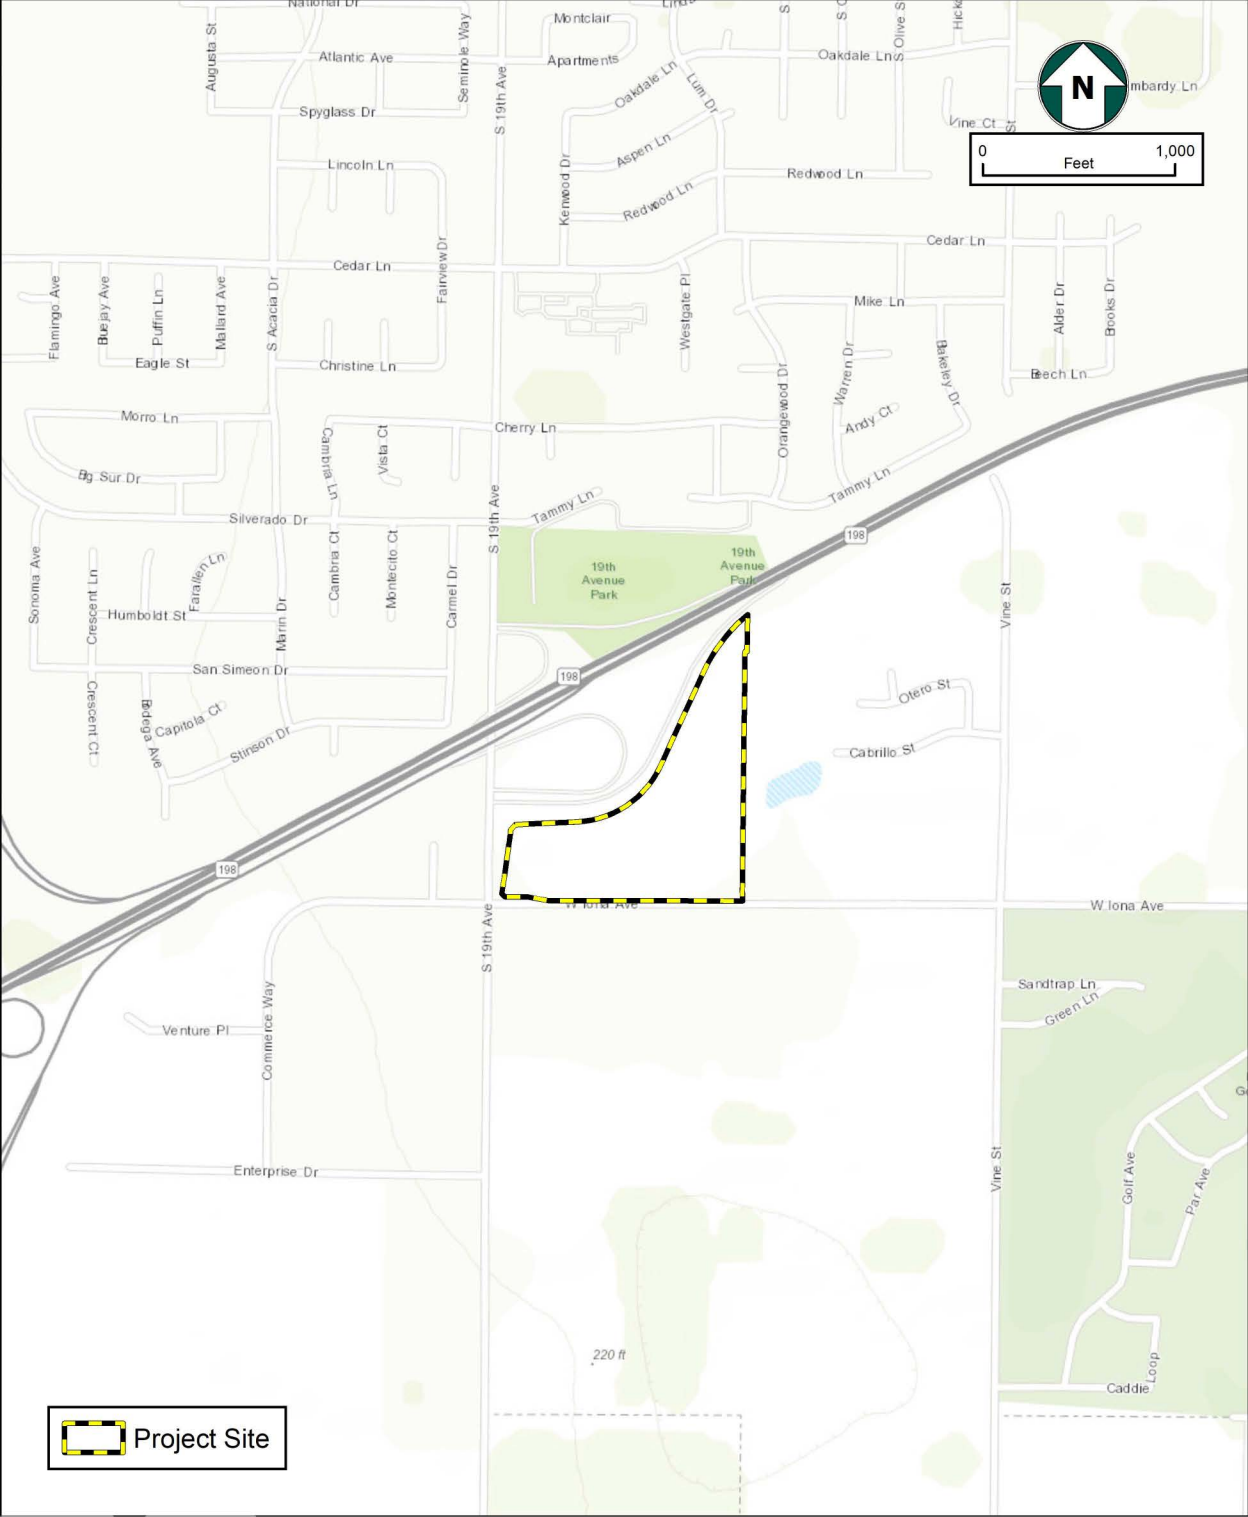 National Dr
Augusta St
Atlantic Ave
Seminole Way
S 19th Ave
Montclair
Apartments
Oakdale Ln
Lum Dr
Oakdale Ln
S Olive S
Spyglass Dr
N
mbardy Ln
Vine Ct
St
0
1,000
Feet
Lincoln Ln
Kenwood Dr
Aspen Ln
Redwood Ln
Redwood Ln
Cedar Ln
Fairview Dr
Cedar Ln
Flamingo Ave
Buejay Ave
Puffin Ln
Mallard Ave
S Acacia Dr
Westgate Pl
Mike Ln
Alder Dr
Books Dr
Eagle St
Christine Ln
Orangewood Dr
Warren Dr
Bakeley Dr
Beech Ln
Morro Ln
Cambria Ln
Vista Ct
Cherry Ln
Andy Ct
Big Sur Dr
Tammy Ln
Tammy Ln
Silverado Dr
S 19th Ave
198
Sonoma Ave
Crescent Ln
Farallen Ln
Cambria Ct
Montecito Ct
Carmel Dr
19th
Avenue
Park
19th
Avenue
Park
Vine St
Humboldt St
Marin Dr
San Simeon Dr
198
Crescent Ct
Bodega Ave
Capitola Ct
Stinson Dr
Otero St
Cabrillo St
198
W Iona Ave
W Iona Ave
S 19th Ave
Commerce Way
Venture Pl
Sandtrap Ln
Green Ln
Enterprise Dr
Vine St
Golf Ave
Par Ave
220 ft
Caddie
Loop
Project Site